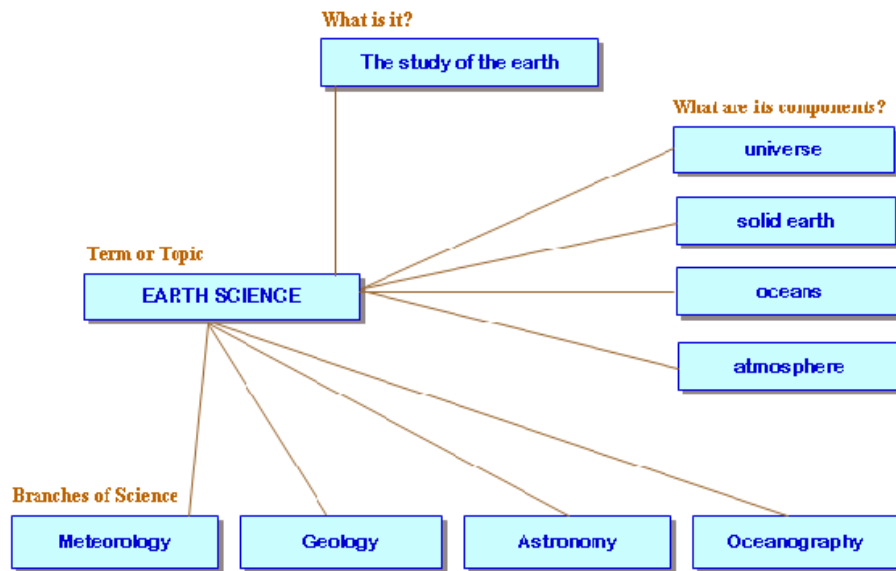 What is it?
The study of the earth
What are its components?
universe
solid earth
Term or Topic
EARTH SCIENCE
oceans
atmosphere
Branches of Science
Meteorology
Geology
Astronomy
Oceanography